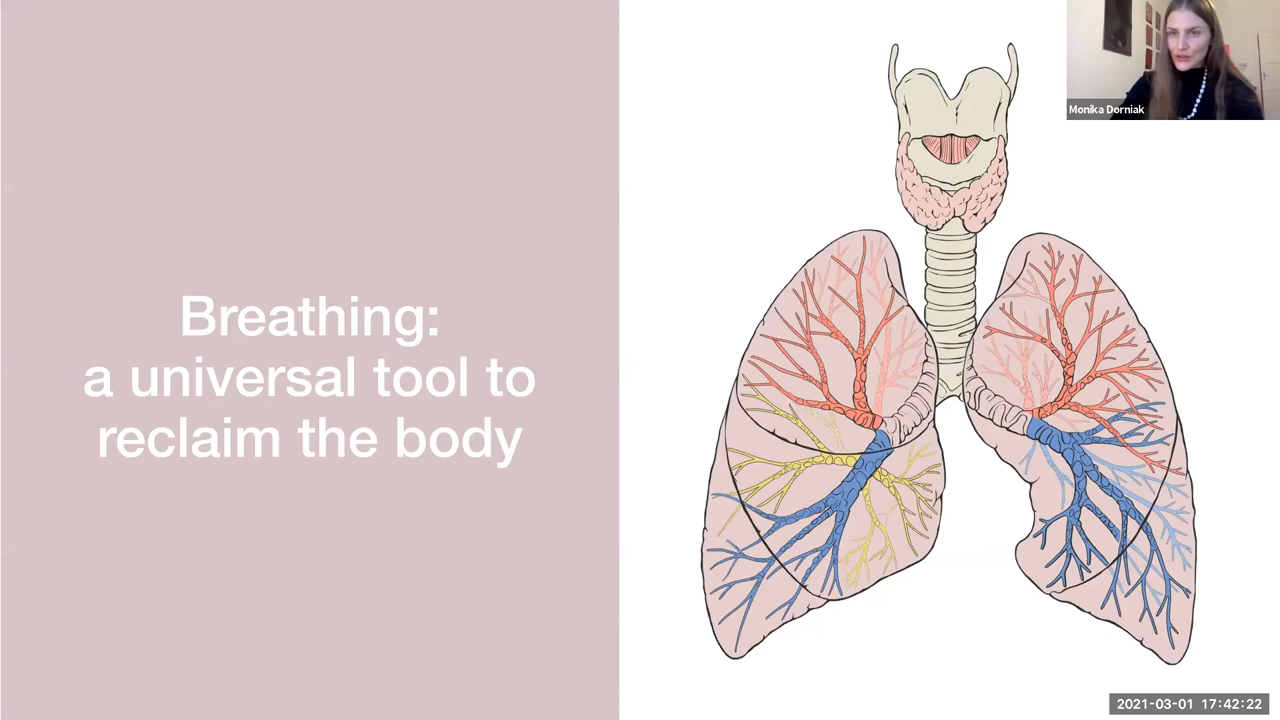 Monika Dorniak
Breathing:
a universal tool to
reclaim the body
2021-03-01 17:42:22